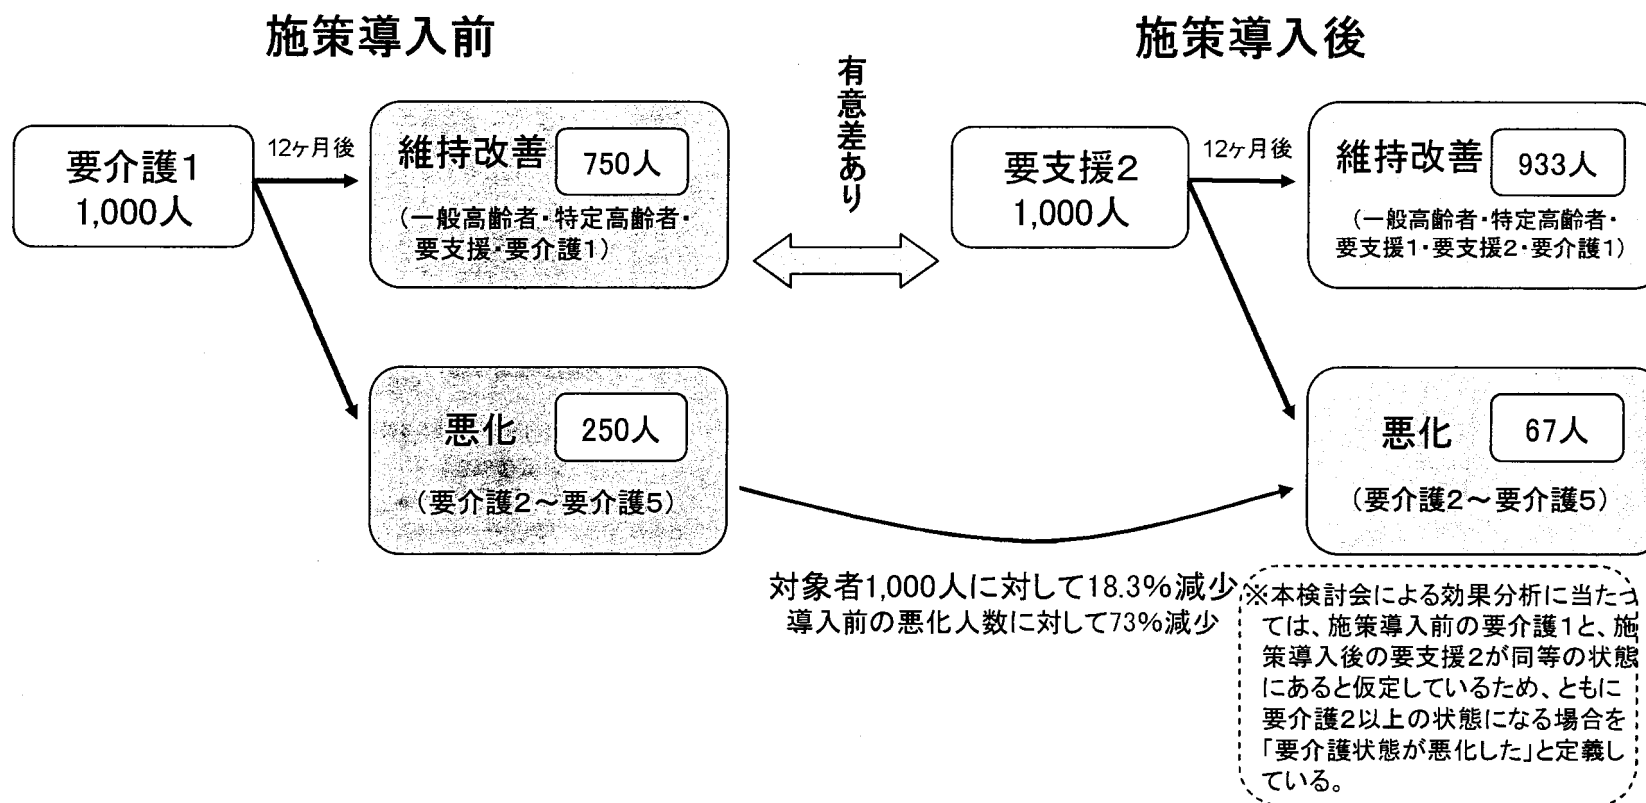 施策導入前
施策導入後
有意差あり
要介護1
1,000人
12ヶ月後
維持改善
750人
(一般高齢者・特定高齢者・
要支援・要介護1)
悪化
250人
(要介護2～要介護5)
要支援2
1,000人
12ヶ月後
維持改善
933人
(一般高齢者・特定高齢者・
要支援1・要支援2・要介護1)
悪化
67人
(要介護2～要介護5)
対象者1,000人に対して18.3%減少
導入前の悪化人数に対して73%減少
※本検討会による効果分析に当たっ
ては、施策導入前の要介護1と、施
策導入後の要支援2が同等の状態
にあると仮定しているため、ともに
要介護2以上の状態になる場合を
「要介護状態が悪化した」と定義し
ている。